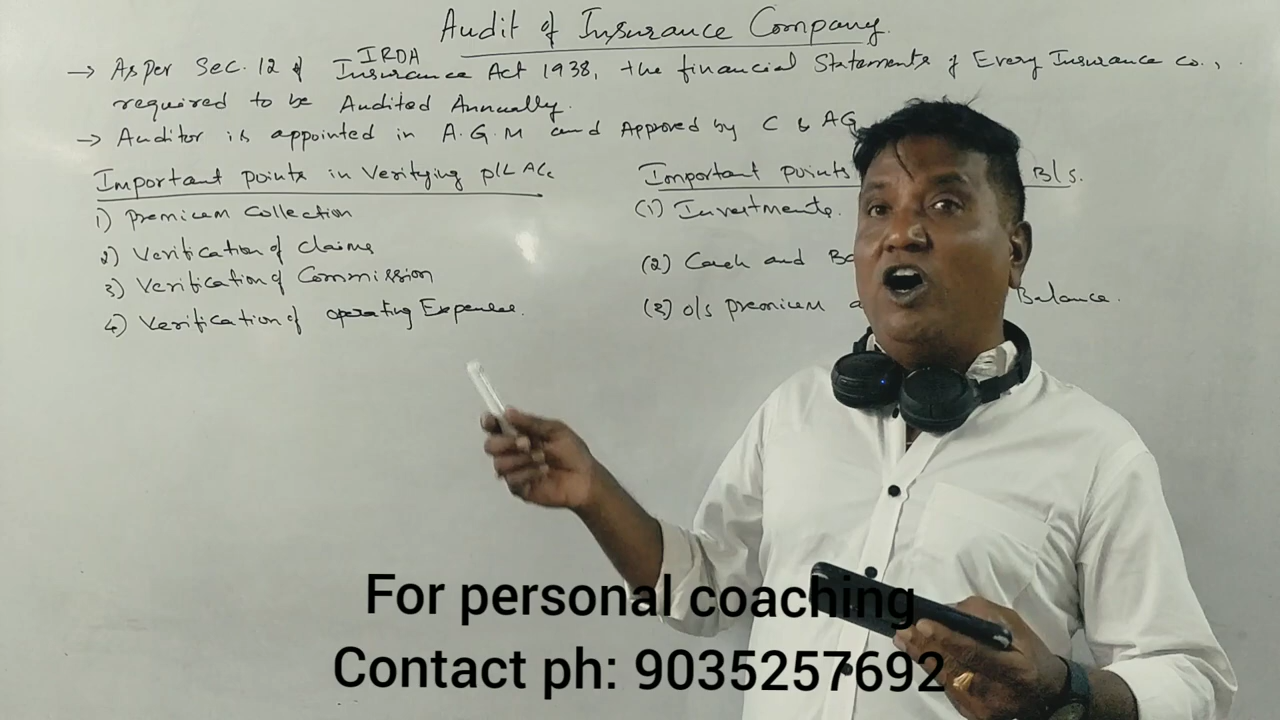 Audit of Insurance Company.
→ As per Sec. 12 of IRDA Insurance Act 1938, the financial Statements of Every Insurance co.,
required to be Audited Annually.
→ Auditor is appointed in A.G.M and Approved by C & AG
Important points in Verifying P/L A/c
1) Premium Collection
2) Verification of Claims
3) Verification of Commission
4) Verification of operating Expenses.
Important points B/s.
(1) Investments.
(2) Cash and
(3) o/s premium Balance.
For personal coaching
Contact ph: 9035257692